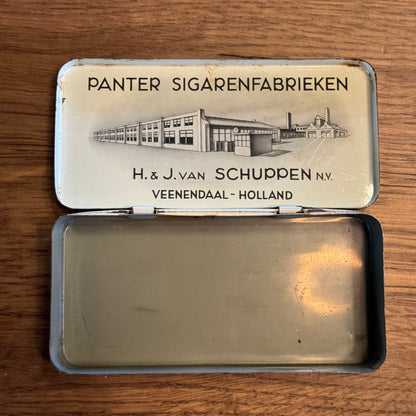 PANTER SIGARENFABRIEKEN
H. & J. VAN SCHUPPEN N.V.
VEENENDAAL - HOLLAND